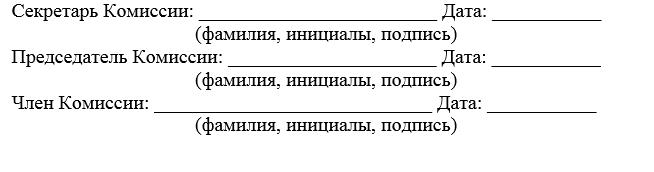 Секретарь Комиссии: ________________________ Дата: ___________
(фамилия, инициалы, подпись)
Председатель Комиссии: _____________________ Дата: ___________
(фамилия, инициалы, подпись)
Член Комиссии: ____________________________ Дата: ___________
(фамилия, инициалы, подпись)